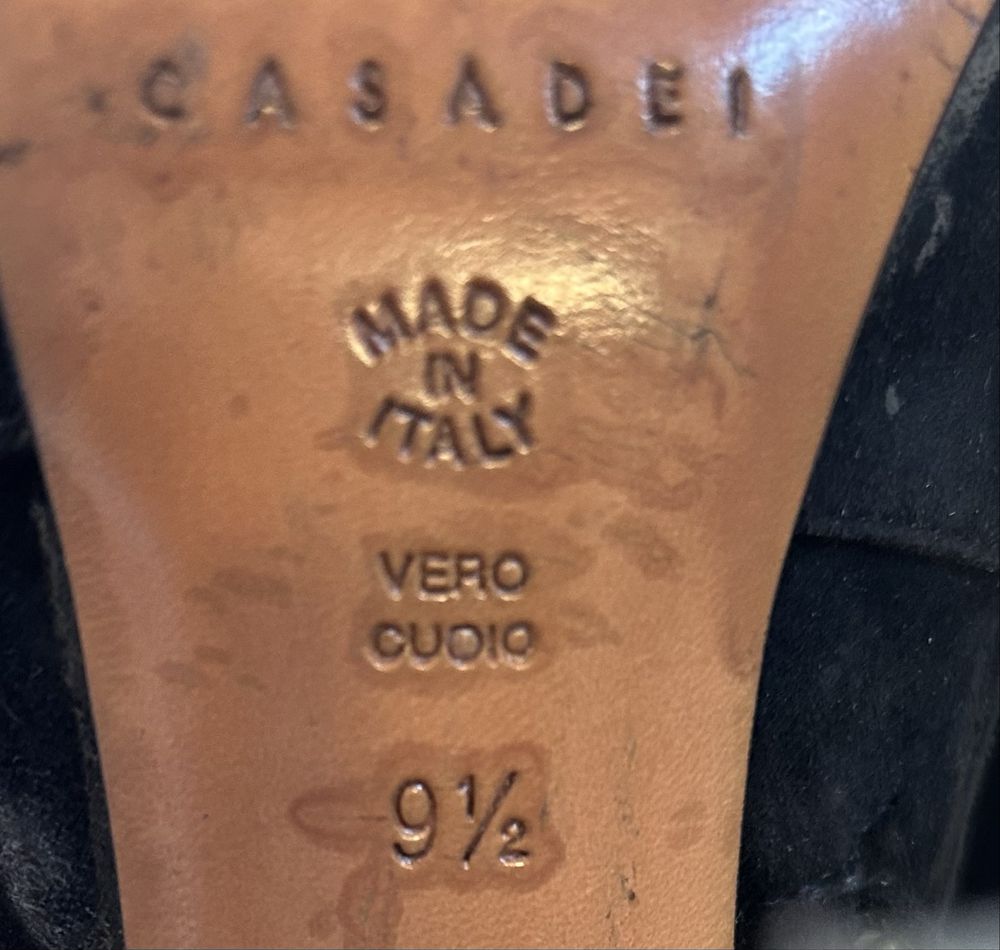 CASADEI
MADE
IN
ITALY
VERO
CUOIO
9½